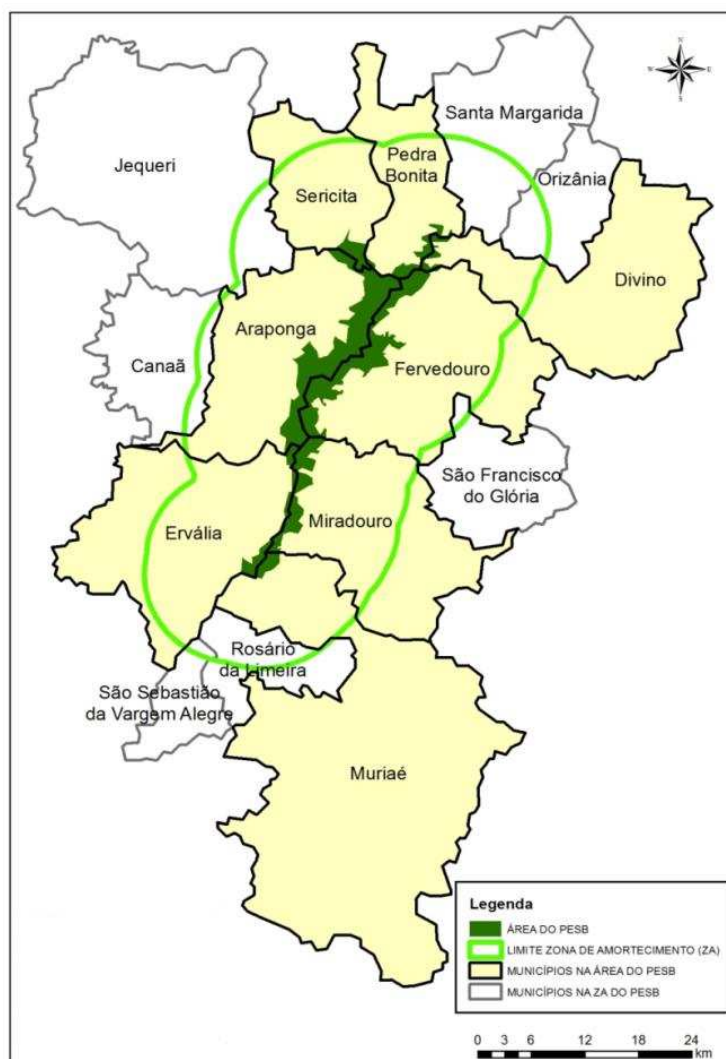 N
W
E
S
Santa Margarida
Jequeri
Pedra
Bonita
Orizânia
Sericita
Divino
Araponga
Canaã
Fervedouro
São Francisco
do Glória
Ervália
Miradouro
Rosário
da Limeira
São Sebastião
da Vargem Alegre
Muriaé
Legenda
ÁREA DO PESB
LIMITE ZONA DE AMORTECIMENTO (ZA)
MUNICÍPIOS NA ÁREA DO PESB
MUNICÍPIOS NA ZA DO PESB
0 3 6 12 18 24
km